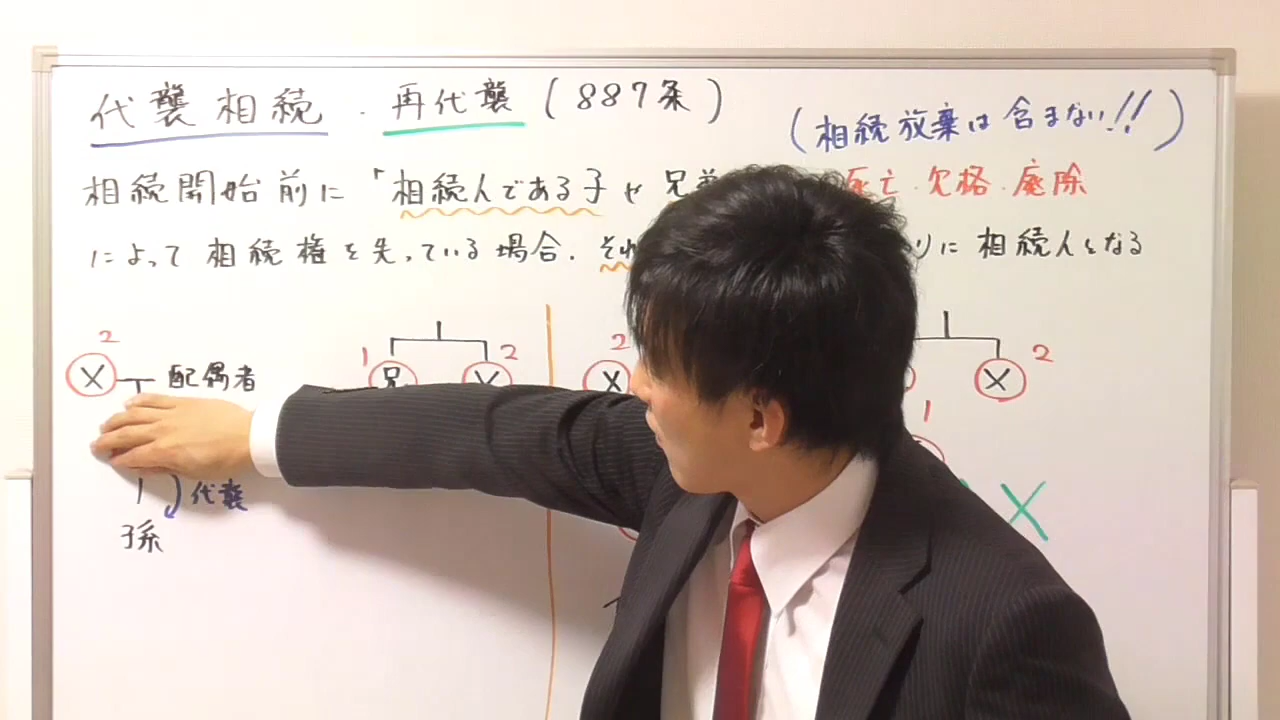 代襲相続・再代襲(887条)
(相続放棄は含まない!!)
相続開始前に「相続人である子や兄弟 死亡・欠格・廃除
によって相続権を失っている場合、それ りに相続人となる
2
X 配偶者
1 2
兄
2
X
X 2
1
代襲
孫
X